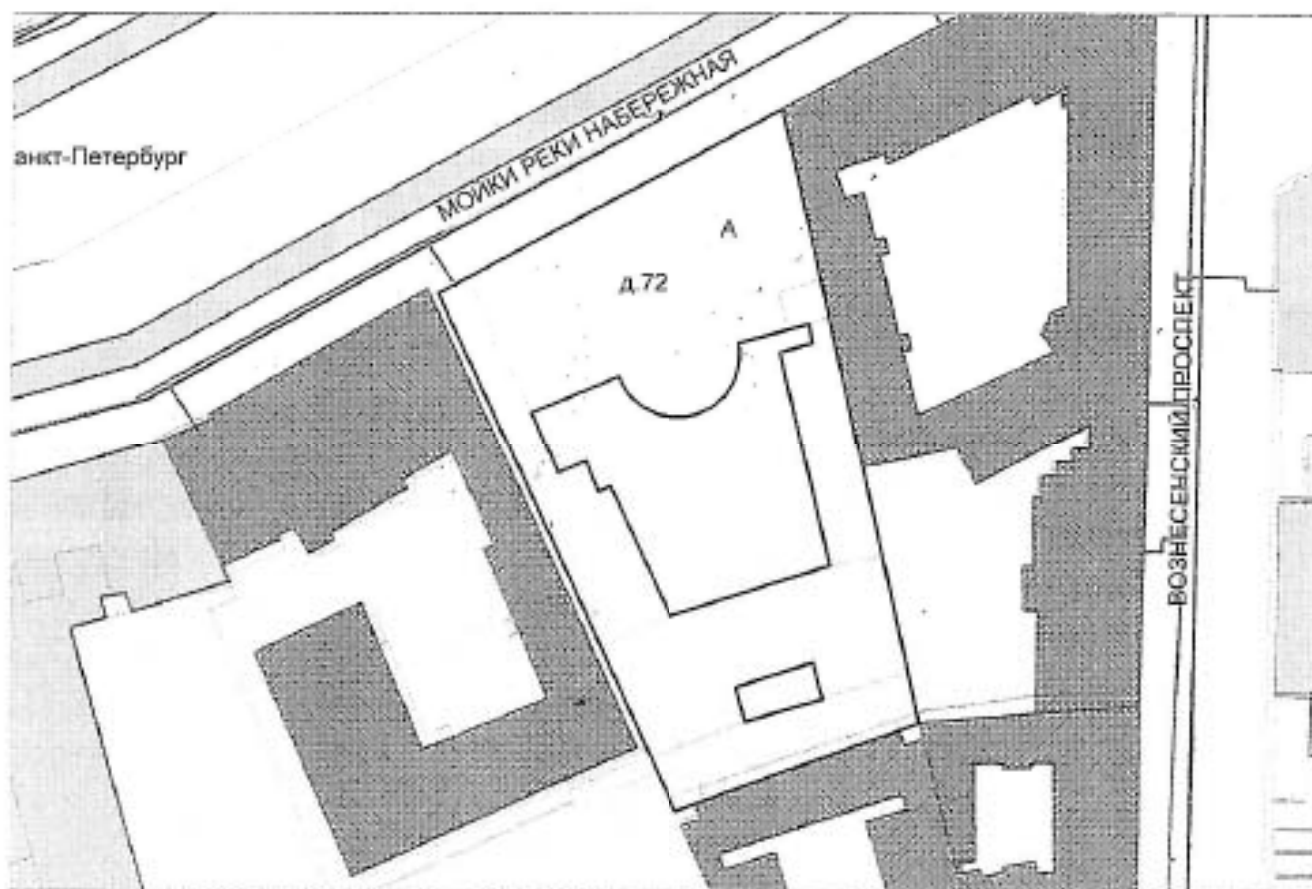 МОЙКИ РЕКИ НАБЕРЕЖНАЯ
анкт-Петербург
А
д.72
ВОЗНЕСЕНСКИЙ ПРОСПЕКТ